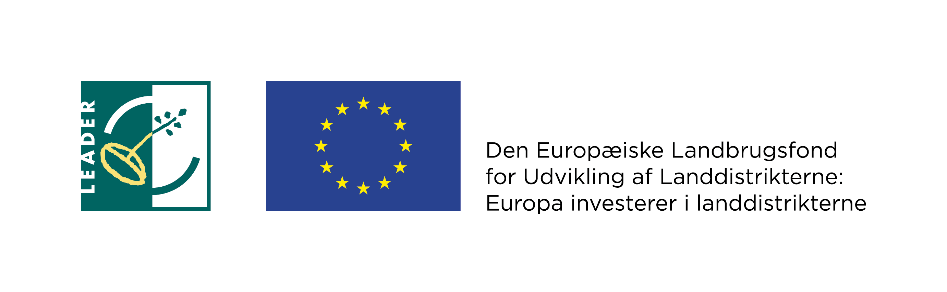 LEADER
Den Europæiske Landbrugsfond
for Udvikling af Landdistrikterne:
Europa investerer i landdistrikterne